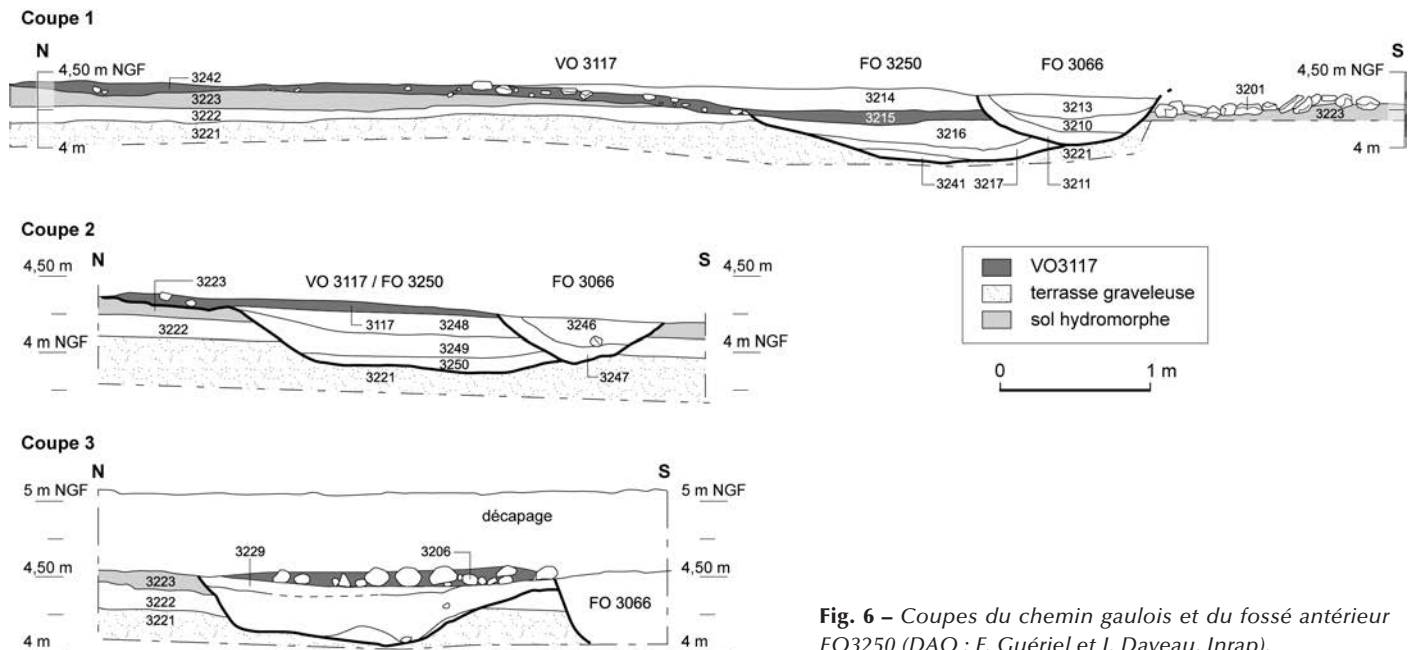 Coupe 1
N
S
4,50 m NGF
3242
VO 3117
FO 3250
FO 3066
3201
4,50 m NGF
3223
3214
3213
3222
3215
3210
3223
3221
3216
3221
4 m
4 m
3241
3217
3211
Coupe 2
4,50 m
N
S
4,50 m
3223
VO 3117 / FO 3250
FO 3066
3222
3117
3248
3246
4 m NGF
3249
4 m NGF
3250
3221
3247
VO3117
terrasse graveleuse
sol hydromorphe
0
1 m
Coupe 3
N
S
5 m NGF
5 m NGF
décapage
3229
3206
4,50 m
4,50 m
3223
3222
FO 3066
3221
4 m
4 m
Fig. 6 – Coupes du chemin gaulois et du fossé antérieur
FO3250 (DAO : F. Guériel et I. Daveau, Inrap).